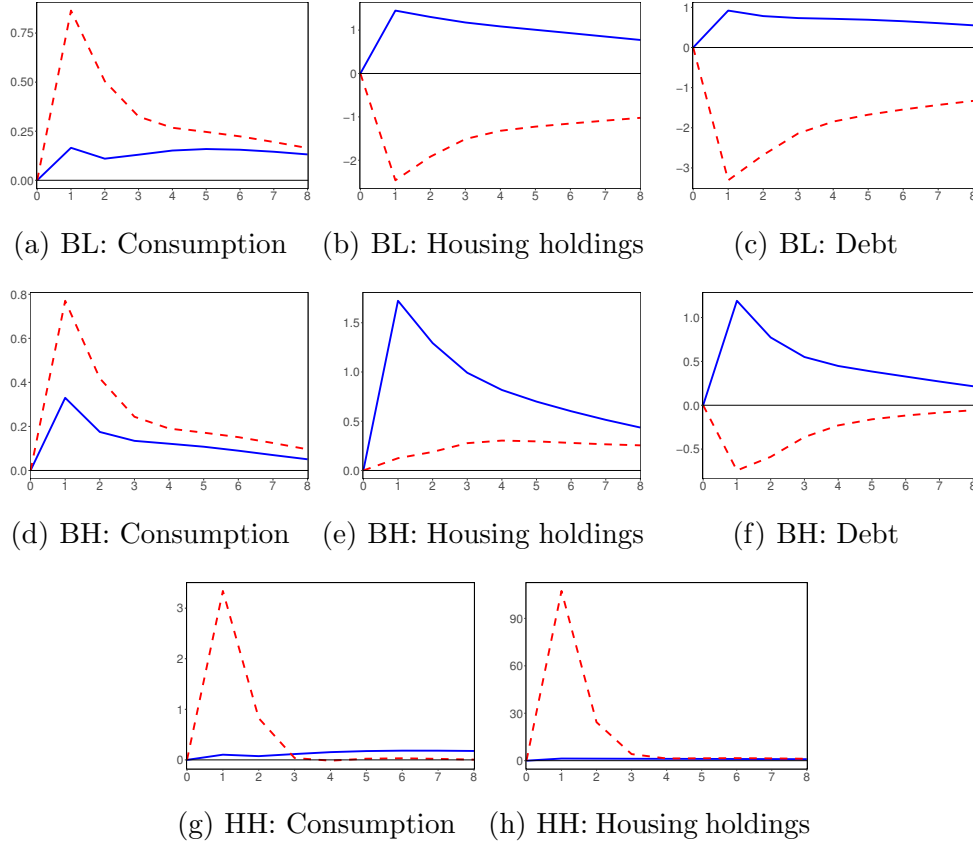 0.75
0.50
0.25
0.00
0 1 2 3 4 5 6 7 8
1
0
−1
−2
0 1 2 3 4 5 6 7 8
1
0
−1
−2
−3
0 1 2 3 4 5 6 7 8
(a) BL: Consumption
(b) BL: Housing holdings
(c) BL: Debt
0.8
0.6
0.4
0.2
0.0
0 1 2 3 4 5 6 7 8
1.5
1.0
0.5
0.0
0 1 2 3 4 5 6 7 8
1.0
0.5
0.0
−0.5
0 1 2 3 4 5 6 7 8
(d) BH: Consumption
(e) BH: Housing holdings
(f) BH: Debt
3
2
1
0
0 1 2 3 4 5 6 7 8
90
60
30
0
0 1 2 3 4 5 6 7 8
(g) HH: Consumption
(h) HH: Housing holdings